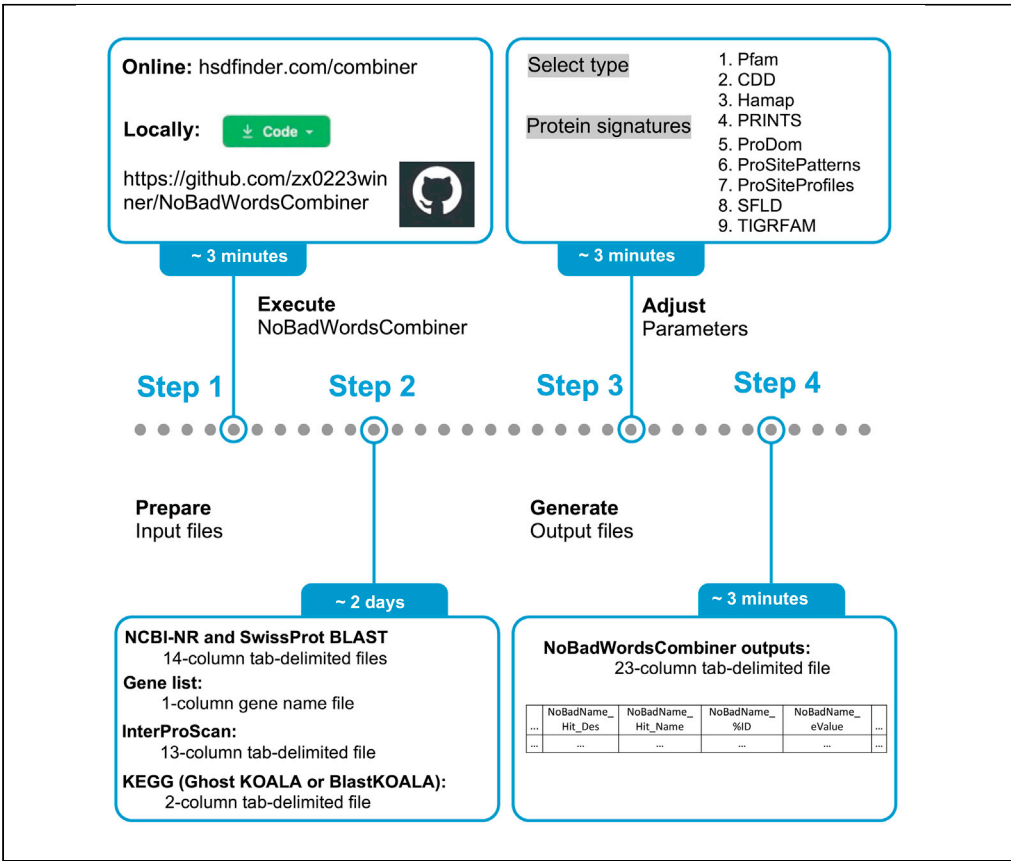 Online: hsdfinder.com/combiner
Locally:
Code
https://github.com/zx0223win
ner/NoBadWordsCombiner
~ 3 minutes
Select type
Protein signatures
1. Pfam
2. CDD
3. Hamap
4. PRINTS
5. ProDom
6. ProSitePatterns
7. ProSiteProfiles
8. SFLD
9. TIGRFAM
~ 3 minutes
Execute
NoBadWordsCombiner
Adjust
Parameters
Step 1
Step 2
Step 3
Step 4
Prepare
Input files
Generate
Output files
~ 2 days
NCBI-NR and SwissProt BLAST
14-column tab-delimited files
Gene list:
1-column gene name file
InterProScan:
13-column tab-delimited file
KEGG (Ghost KOALA or BlastKOALA):
2-column tab-delimited file
~ 3 minutes
NoBadWordsCombiner outputs:
23-column tab-delimited file
... NoBadName_ NoBadName_ NoBadName_ NoBadName_ ...
Hit_Des Hit_Name %ID eValue
... ... ... ... ... ...